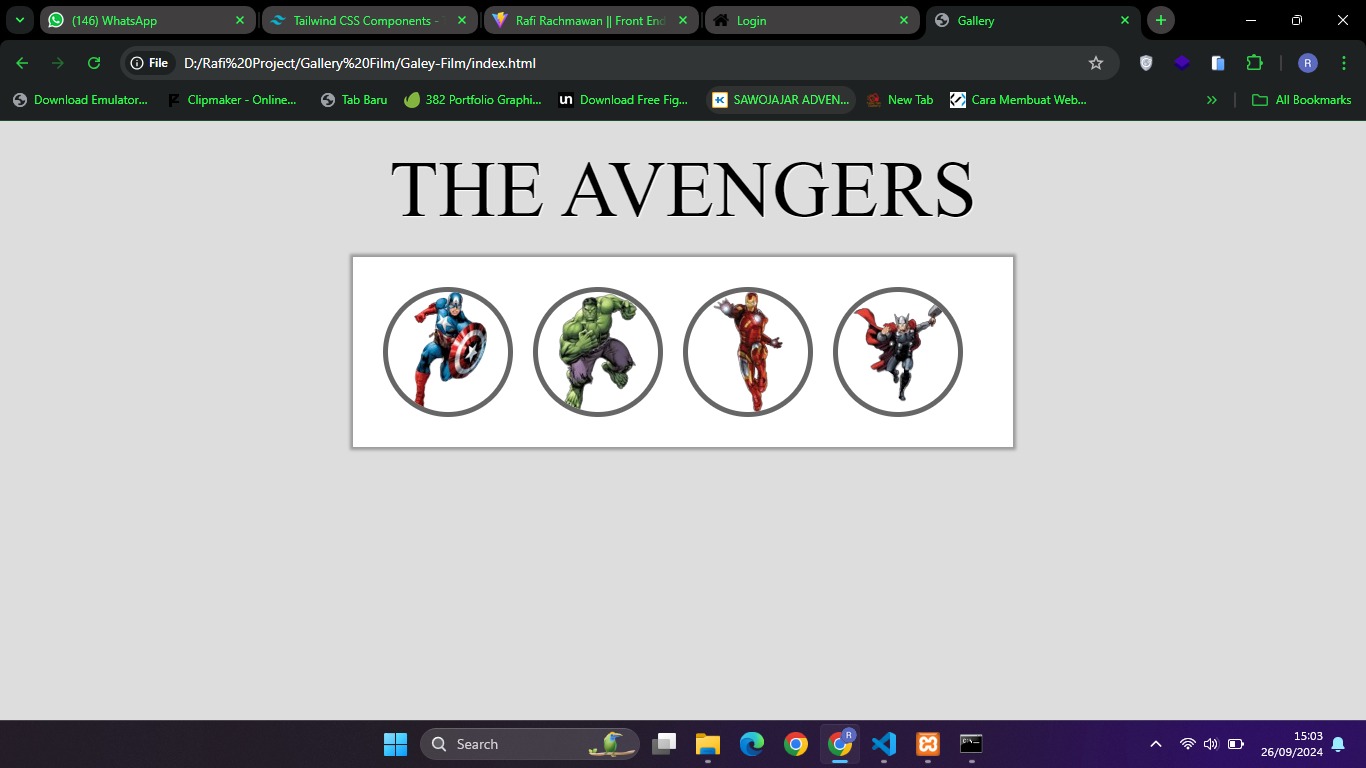 (146) WhatsApp
Tailwind CSS Components -
Rafi Rachmawan || Front End
Login
Gallery
File D:/Rafi%20Project/Gallery%20Film/Galey-Film/index.html
R
Download Emulator...
Clipmaker - Online...
Tab Baru
382 Portfolio Graphi...
un Download Free Fig...
SAWOJAJAR ADVEN...
New Tab
Cara Membuat Web...
All Bookmarks
THE AVENGERS
Search
R
15:03
26/09/2024